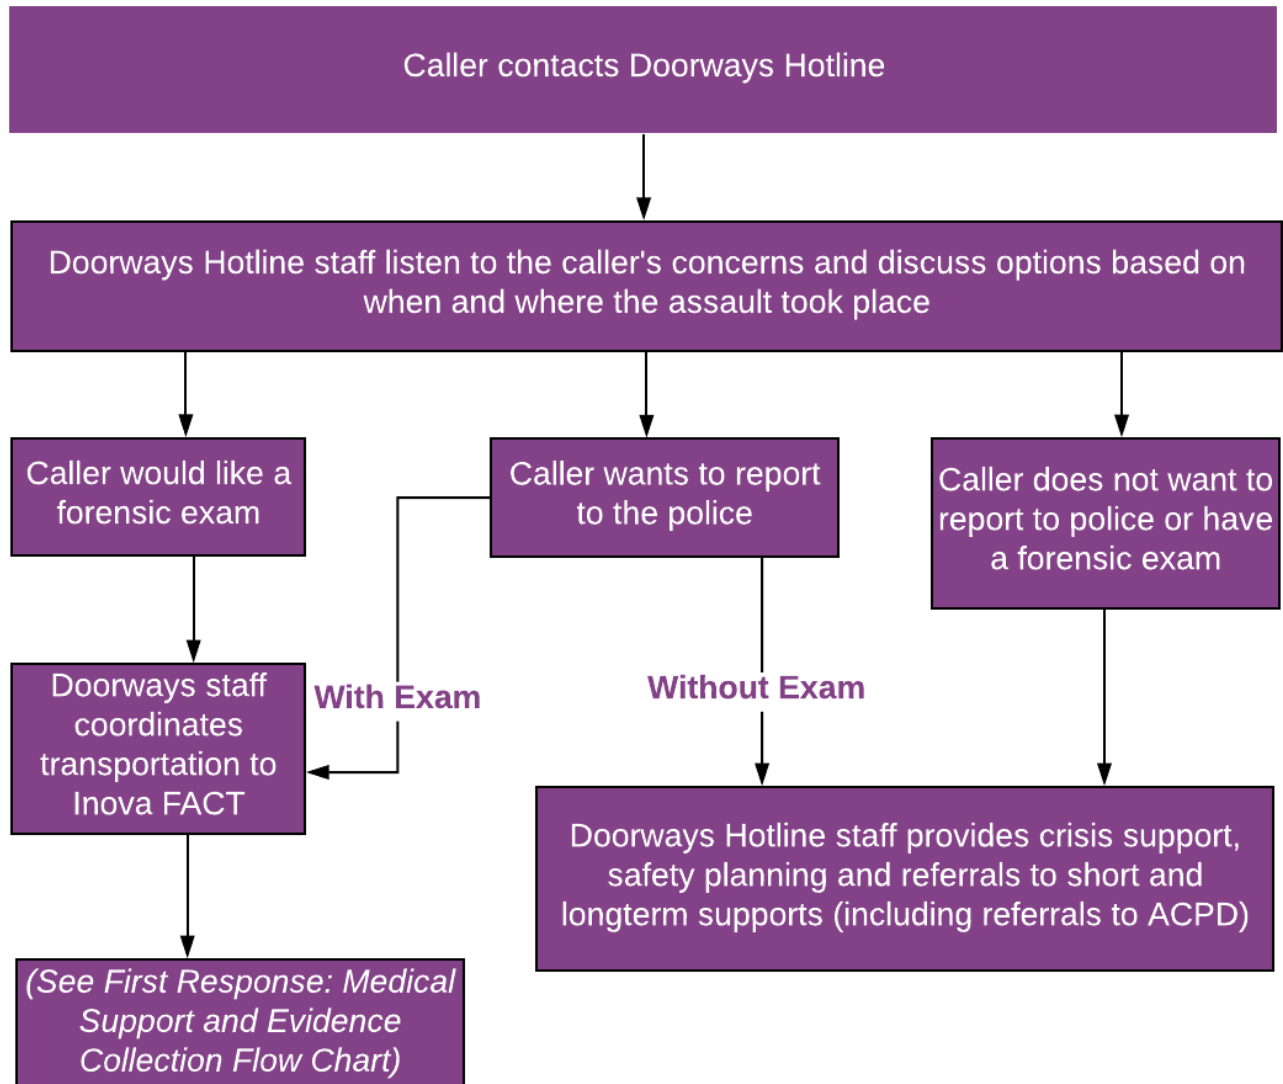 Caller contacts Doorways Hotline
Doorways Hotline staff listen to the caller's concerns and discuss options based on
when and where the assault took place
Caller would like a
forensic exam
Caller wants to report
to the police
Caller does not want to
report to police or have
a forensic exam
Doorways staff
coordinates
transportation to
Inova FACT
With Exam
Without Exam
Doorways Hotline staff provides crisis support,
safety planning and referrals to short and
longterm supports (including referrals to ACPD)
(See First Response: Medical
Support and Evidence
Collection Flow Chart)